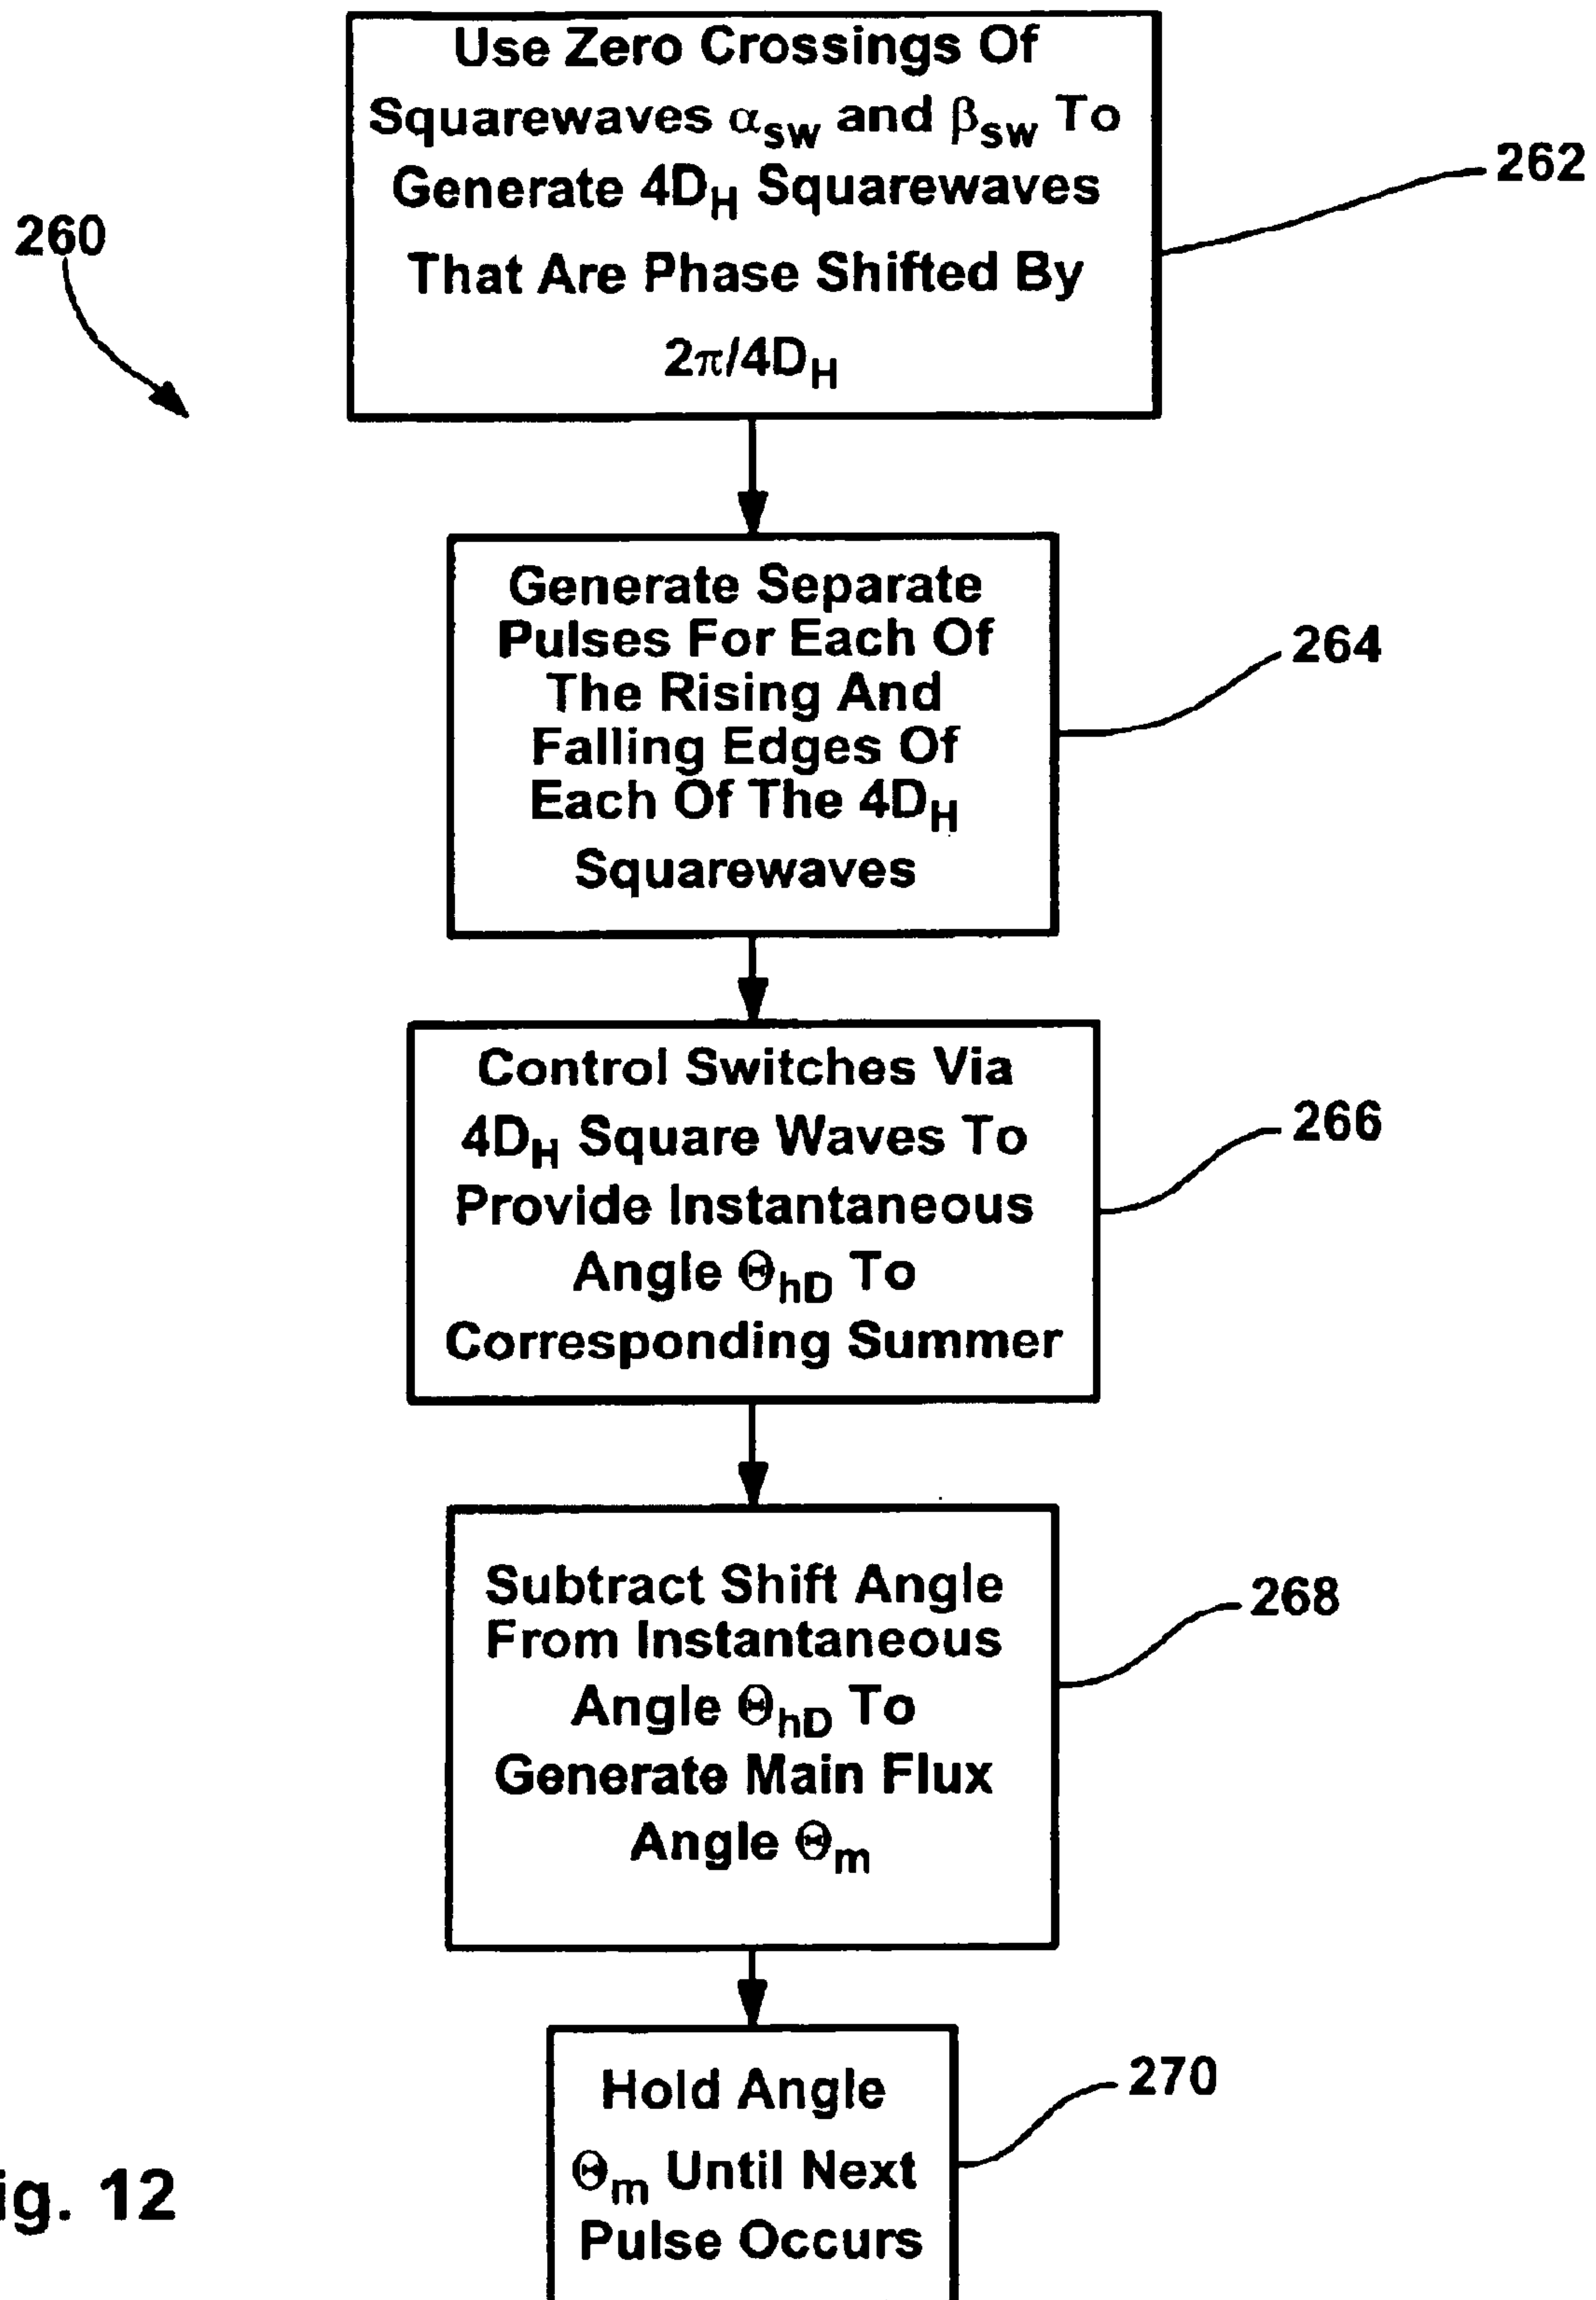 Use Zero Crossings Of
Squarewaves αsw and βsw To
Generate 4DH Squarewaves
That Are Phase Shifted By
2π/4DH
262
260
Generate Separate
Pulses For Each Of
The Rising And
Falling Edges Of
Each Of The 4DH
Squarewaves
264
Control Switches Via
4DH Square Waves To
Provide Instantaneous
Angle ΘhD To
Corresponding Summer
266
Subtract Shift Angle
From Instantaneous
Angle ΘhD To
Generate Main Flux
Angle Θm
268
Hold Angle
Θm Until Next
Pulse Occurs
270
ig. 12